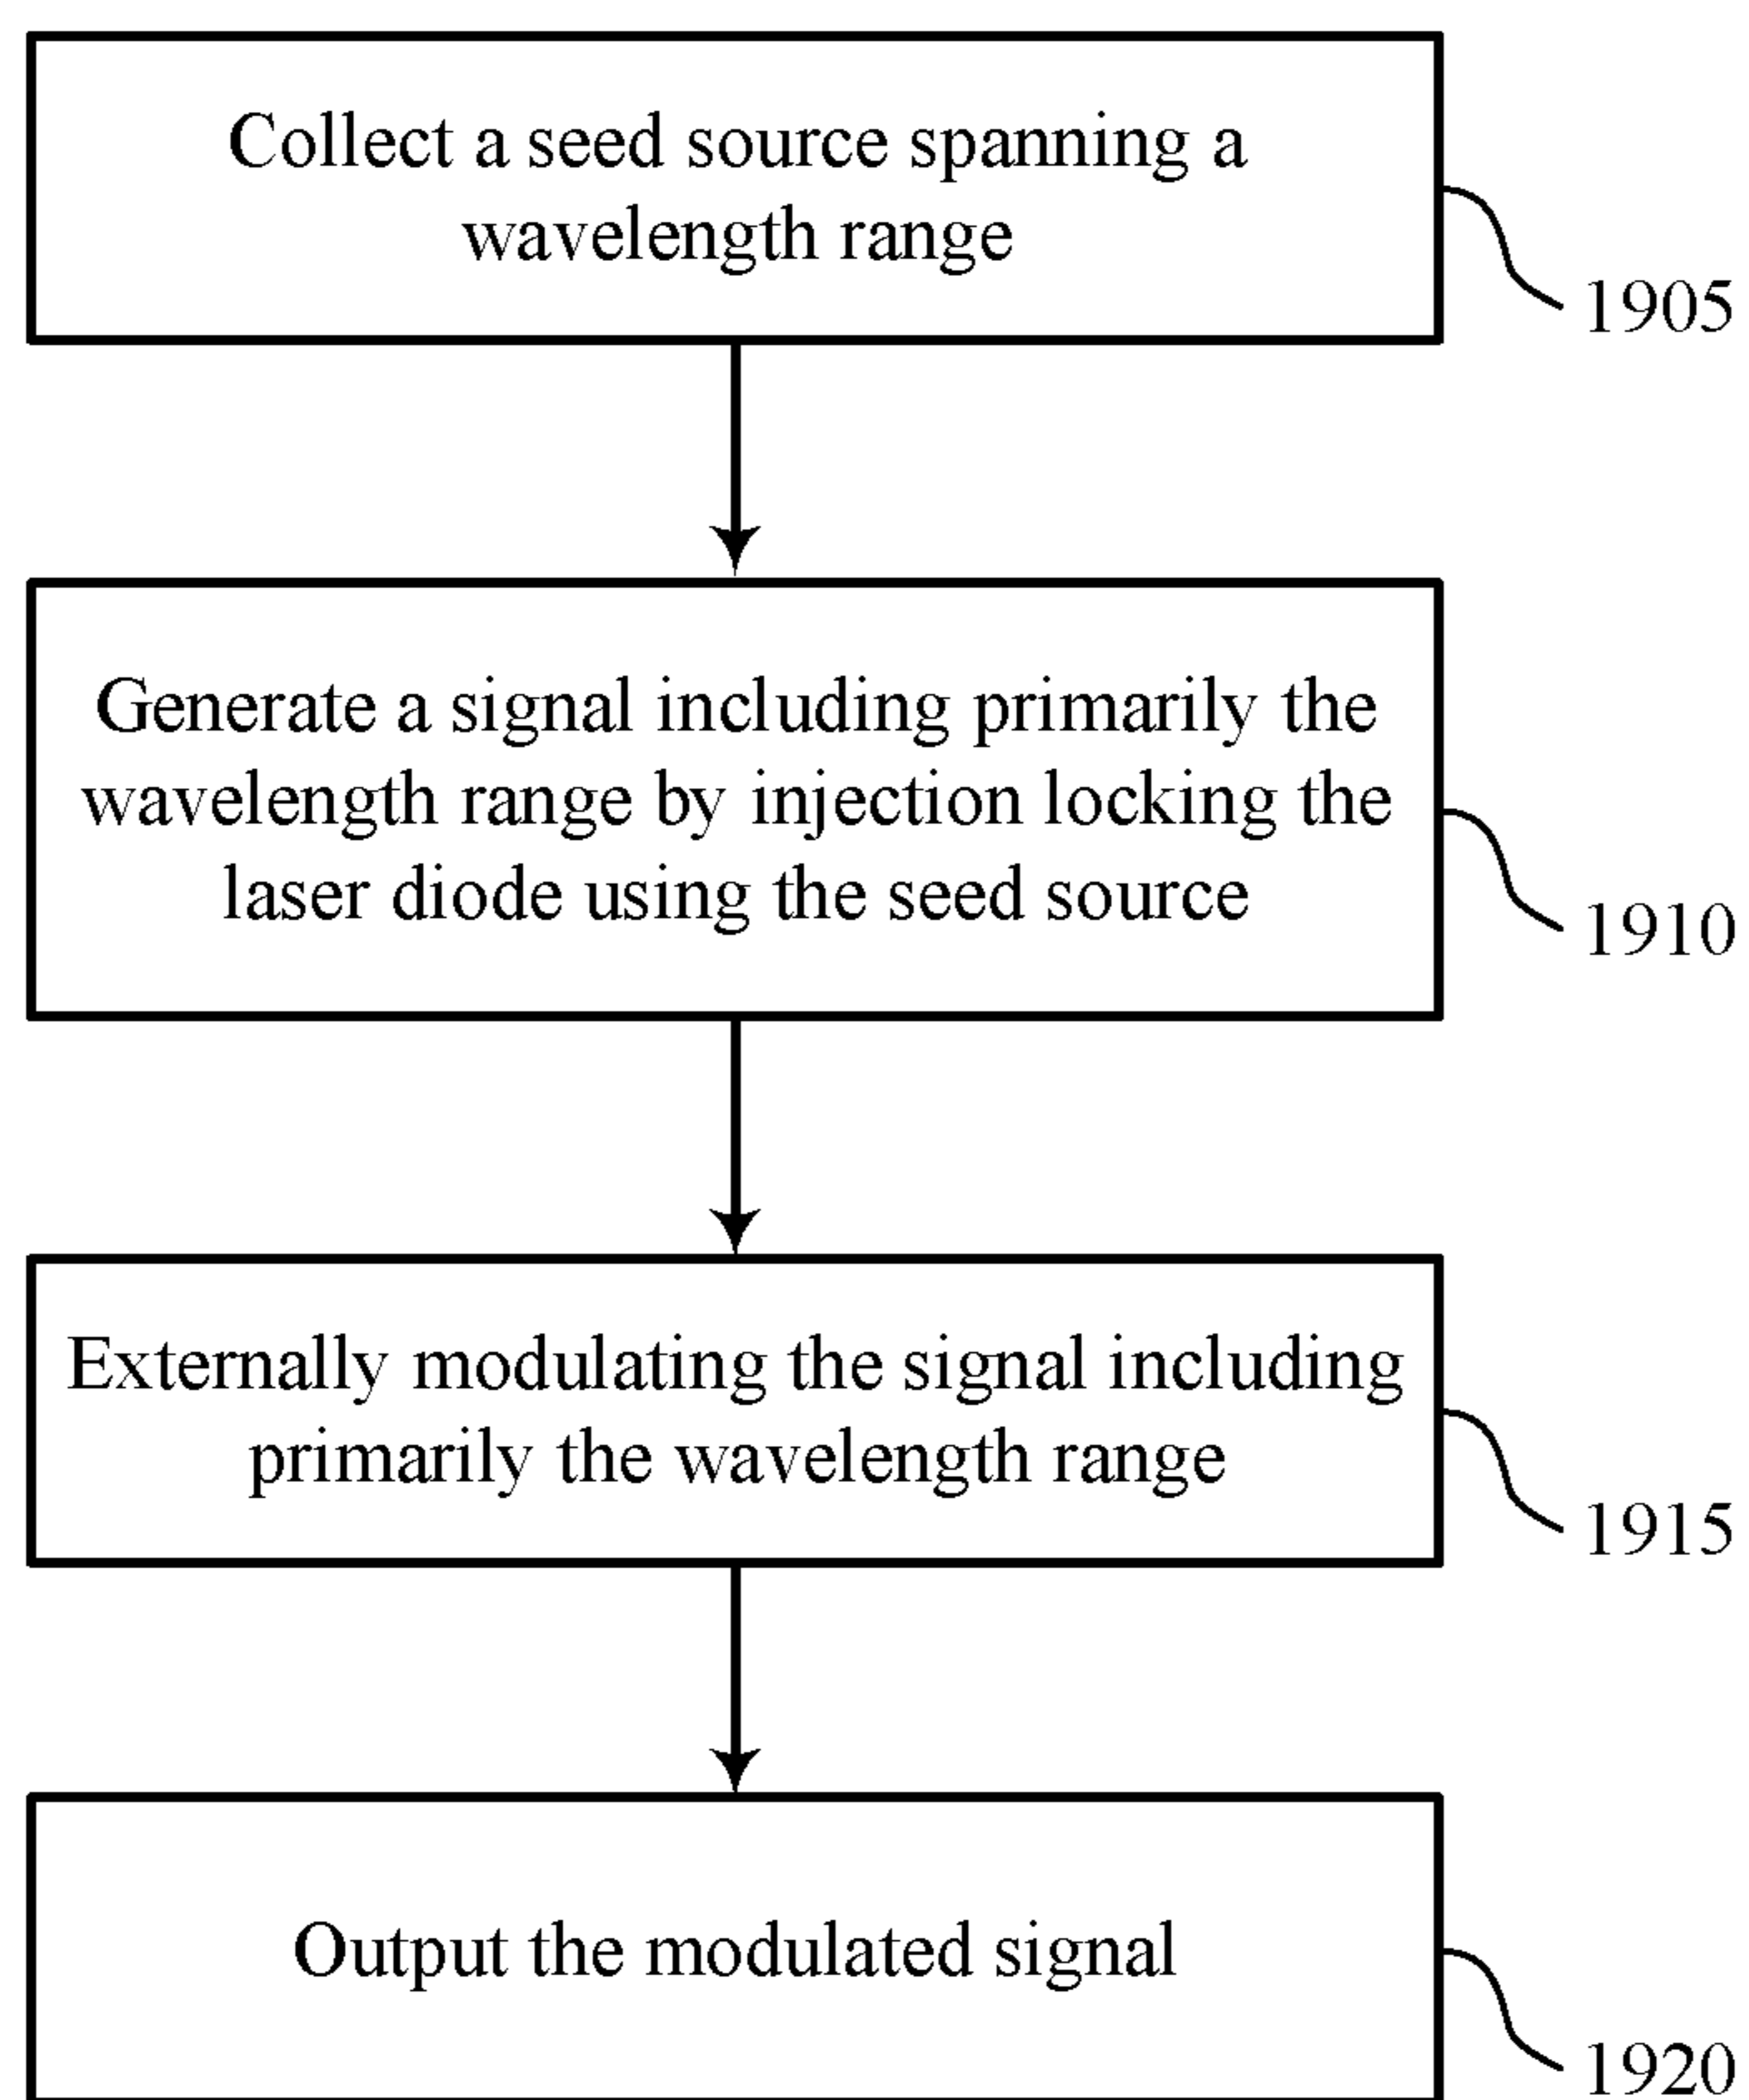 Collect a seed source spanning a
wavelength range
1905
Generate a signal including primarily the
wavelength range by injection locking the
laser diode using the seed source
1910
Externally modulating the signal including
primarily the wavelength range
1915
Output the modulated signal
1920